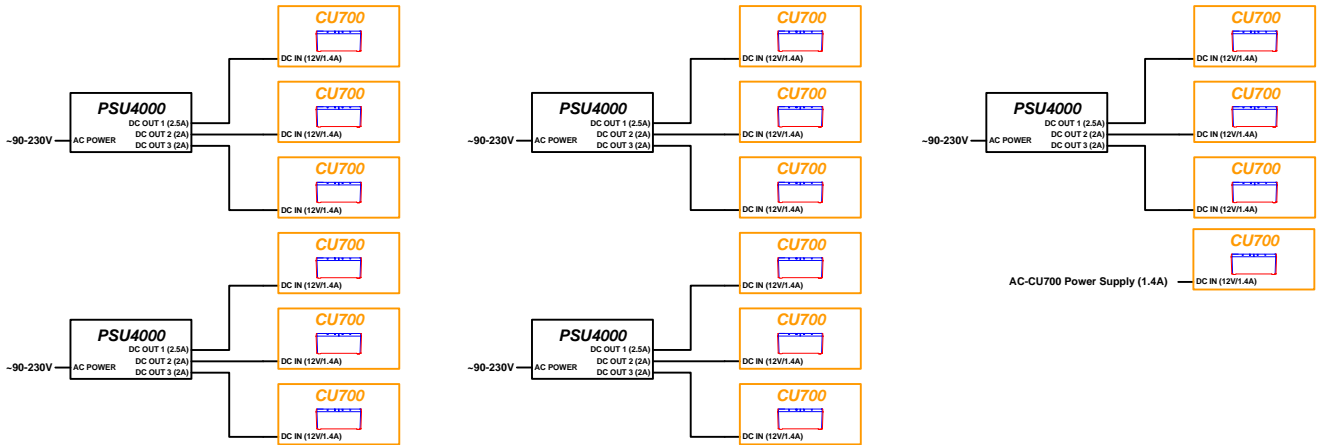 CU700
DC IN (12V/1.4A)
PSU4000
DC OUT 1 (2.5A)
DC OUT 2 (2A)
DC OUT 3 (2A)
~90-230V
AC POWER
CU700
DC IN (12V/1.4A)
CU700
DC IN (12V/1.4A)
CU700
DC IN (12V/1.4A)
PSU4000
DC OUT 1 (2.5A)
DC OUT 2 (2A)
DC OUT 3 (2A)
~90-230V
AC POWER
CU700
DC IN (12V/1.4A)
CU700
DC IN (12V/1.4A)
CU700
DC IN (12V/1.4A)
PSU4000
DC OUT 1 (2.5A)
DC OUT 2 (2A)
DC OUT 3 (2A)
~90-230V
AC POWER
CU700
DC IN (12V/1.4A)
CU700
DC IN (12V/1.4A)
CU700
DC IN (12V/1.4A)
PSU4000
DC OUT 1 (2.5A)
DC OUT 2 (2A)
DC OUT 3 (2A)
~90-230V
AC POWER
CU700
DC IN (12V/1.4A)
CU700
DC IN (12V/1.4A)
CU700
DC IN (12V/1.4A)
PSU4000
DC OUT 1 (2.5A)
DC OUT 2 (2A)
DC OUT 3 (2A)
~90-230V
AC POWER
CU700
DC IN (12V/1.4A)
CU700
DC IN (12V/1.4A)
CU700
AC-CU700 Power Supply (1.4A)
DC IN (12V/1.4A)